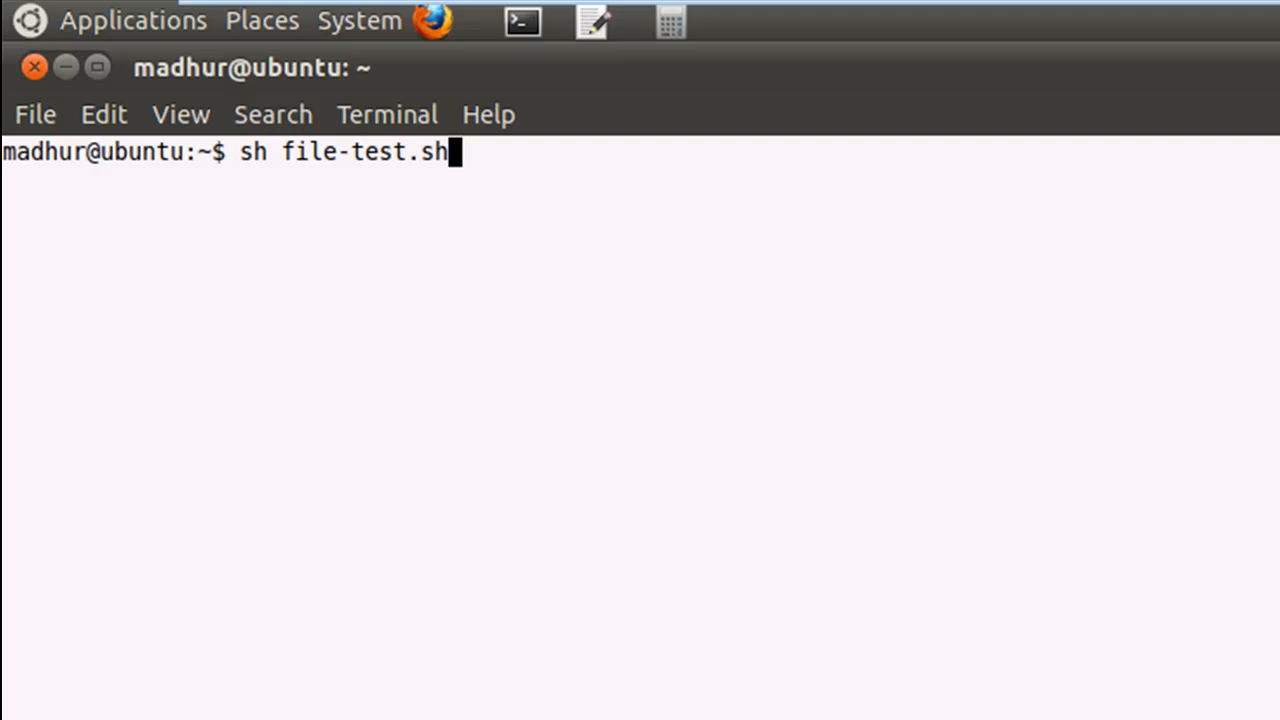 Applications Places System
madhur@ubuntu: ~
File Edit View Search Terminal Help
madhur@ubuntu:~$ sh file-test.sh